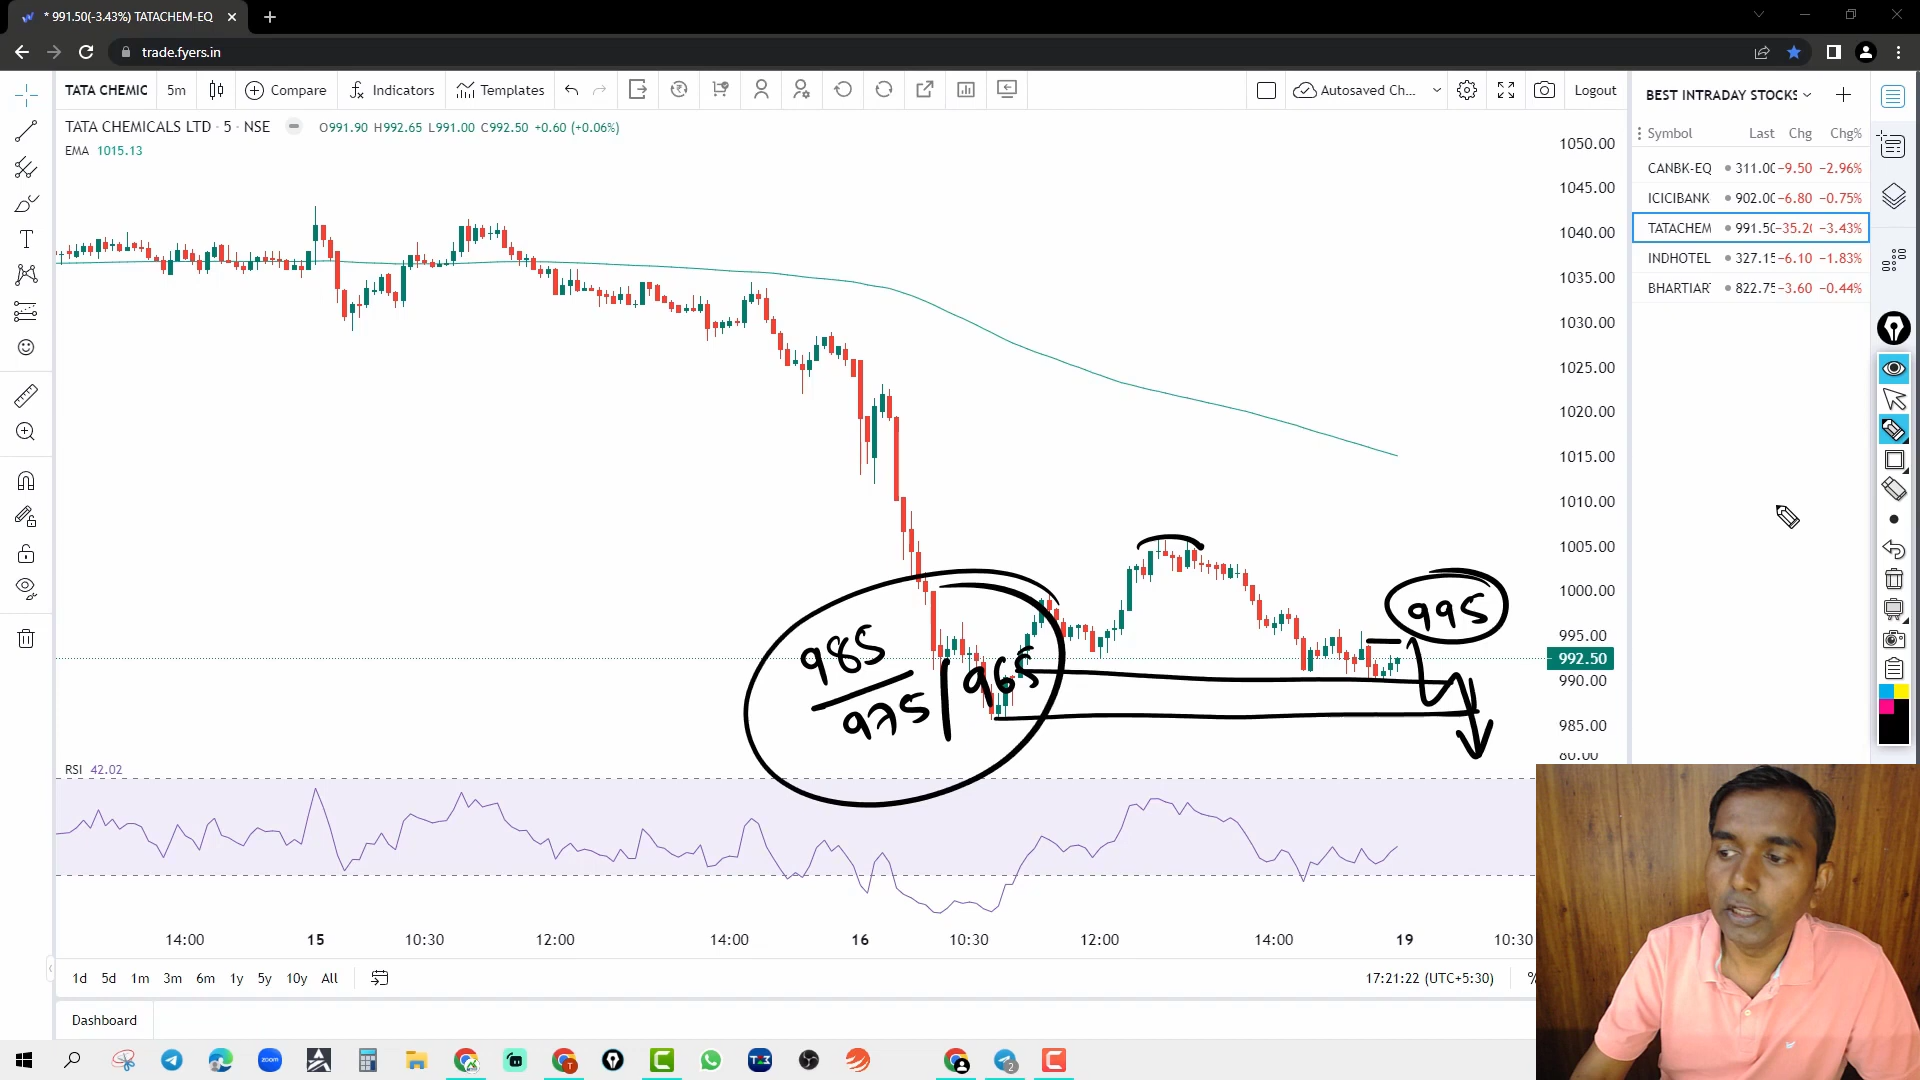 * 991.50(-3.43%) TATACHEM-EQ
trade.fyers.in
TATA CHEMIC 5m Compare Indicators Templates Autosaved Ch... Logout
TATA CHEMICALS LTD · 5 · NSE O991.90 H992.65 L991.00 C992.50 +0.60 (+0.06%)
EMA 1015.13
BEST INTRADAY STOCKS
Symbol Last Chg Chg%
CANBK-EQ 311.00 -9.50 -2.96%
ICICIBANK 902.00 -6.80 -0.75%
TATACHEM 991.50 -35.20 -3.43%
INDHOTEL 327.15 -6.10 -1.83%
BHARTIAR 822.75 -3.60 -0.44%
1050.00
1045.00
1040.00
1035.00
1030.00
1025.00
1020.00
1015.00
1010.00
1005.00
1000.00
995.00
992.50
990.00
985.00
80.00
995
985
975 965
RSI 42.02
14:00 15 10:30 12:00 14:00 16 10:30 12:00 14:00 19 10:30
1d 5d 1m 3m 6m 1y 5y 10y All 17:21:22 (UTC+5:30) %
Dashboard
zoom
2